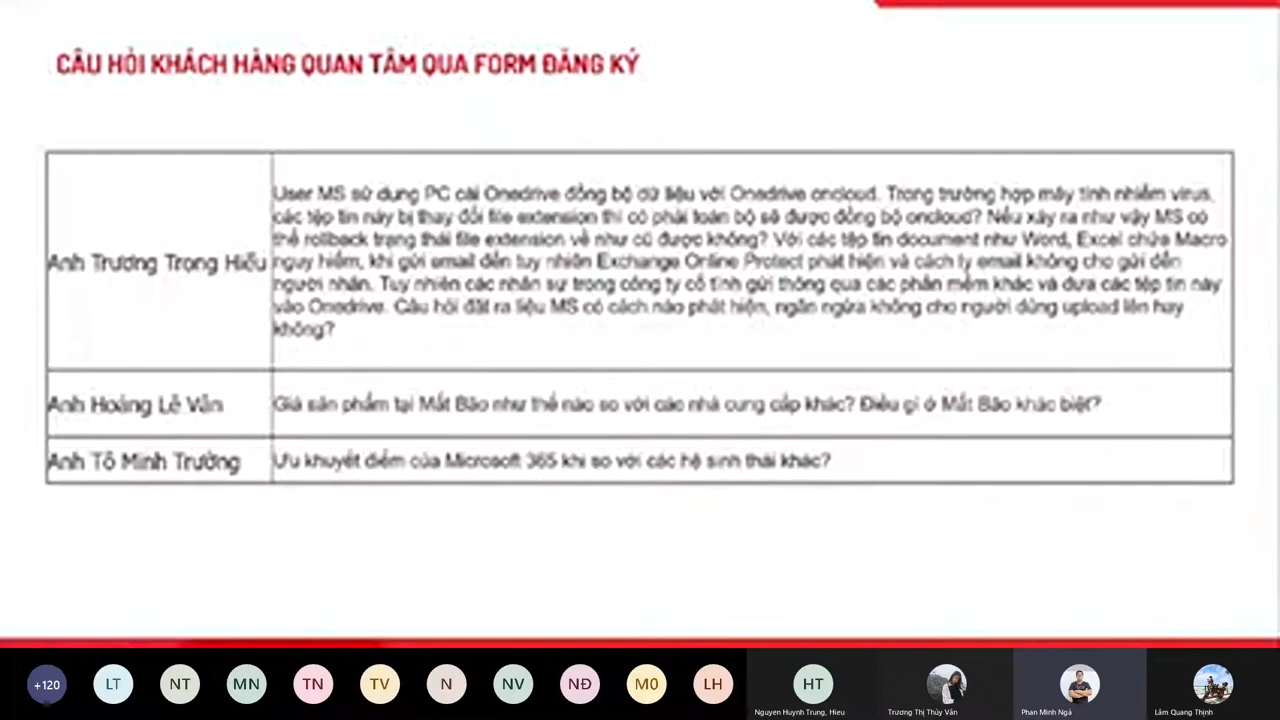 CÂU HỎI KHÁCH HÀNG QUAN TÂM QUA FORM ĐĂNG KÝ
User MS sử dụng PC cài Onedrive đồng bộ dữ liệu với Onedrive oncloud. Trong trường hợp máy tính nhiễm virus,
các tệp tin này bị thay đổi file extension thì có phải toàn bộ sẽ được đồng bộ oncloud? Nếu xảy ra như vậy MS có
thể rollback trạng thái file extension về như cũ được không? Với các tệp tin document như Word, Excel chứa Macro
Anh Trương Trọng Hiếu
nguy hiểm, khi gửi email đến tuy nhiên Exchange Online Protect phát hiện và cách ly email không cho gửi đến
người nhận. Tuy nhiên các nhân sự trong công ty cố tình gửi thông qua các phần mềm khác và đưa các tệp tin này
vào Onedrive. Câu hỏi đặt ra liệu MS có cách nào phát hiện, ngăn ngừa không cho người dùng upload lên hay
không?
Anh Hoàng Lê Vân
Giá sản phẩm tại Mắt Bão như thế nào so với các nhà cung cấp khác? Điều gì ở Mắt Bão khác biệt?
Anh Tô Minh Trường
Ưu khuyết điểm của Microsoft 365 khi so với các hệ sinh thái khác?
+120
LT
NT
MN
TN
TV
N
NV
NĐ
M0
LH
HT
Nguyen Huynh Trung, Hieu
Trương Thị Thúy Vân
Phan Minh Ngà
Lâm Quang Thịnh